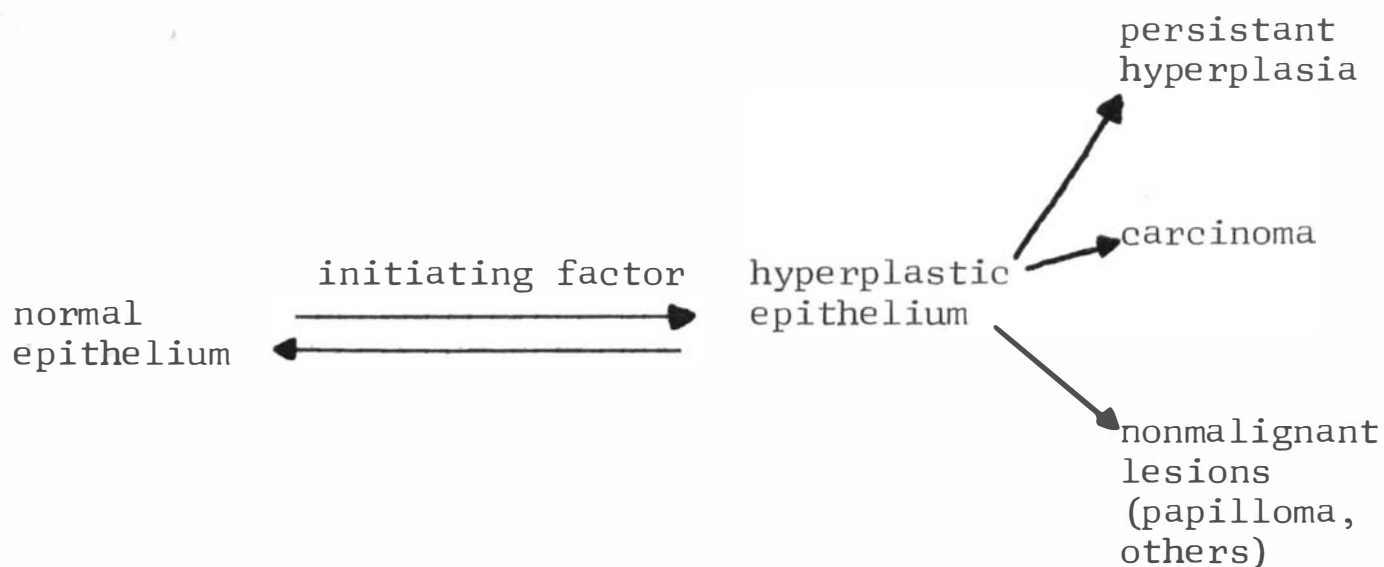 persistant
hyperplasia
carcinoma
initiating factor
hyperplastic
epithelium
normal
epithelium
nonmalignant
lesions
(papilloma,
others)